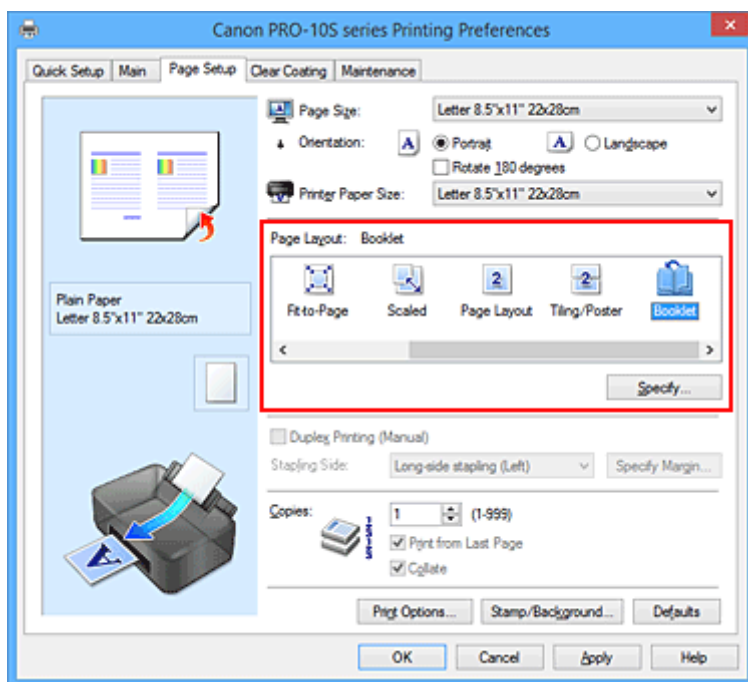 Canon PRO-10S series Printing Preferences
Quick Setup Main Page Setup Clear Coating Maintenance
Page Size: Letter 8.5"x11" 22x28cm
Orientation: A Portrait A Landscape
Rotate 180 degrees
Printer Paper Size: Letter 8.5"x11" 22x28cm
Page Layout: Booklet
Fit-to-Page Scaled Page Layout Tiling/Poster Booklet
Plain Paper
Letter 8.5"x11" 22x28cm
Specify...
Duplex Printing (Manual)
Stapling Side: Long-side stapling (Left) Specify Margin...
Copies: 1 (1-999)
Print from Last Page
Collate
Print Options... Stamp/Background... Defaults
OK Cancel Apply Help